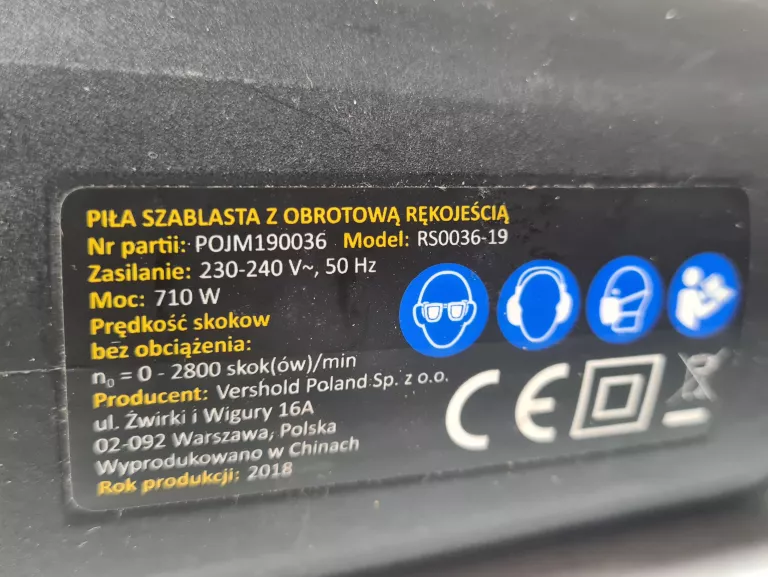 PIŁA SZABLASTA Z OBROTOWĄ RĘKOJEŚCIĄ
Nr partii: POJM190036 Model: RS0036-19
Zasilanie: 230-240 V~, 50 Hz
Moc: 710 W
Prędkość skokow
bez obciążenia:
n₀ = 0 - 2800 skok(ów)/min
Producent: Vershold Poland Sp. z o.o.
ul. Żwirki i Wigury 16A
02-092 Warszawa, Polska
Wyprodukowano w Chinach
Rok produkcji: 2018
CE